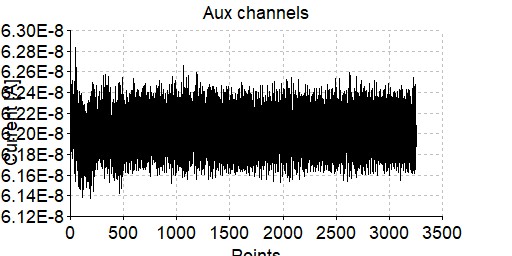 Aux channels
6.30E-8
6.28E-8
6.26E-8
6.24E-8
6.22E-8
6.20E-8
6.18E-8
6.16E-8
6.14E-8
6.12E-8
Current [A]
0 500 1000 1500 2000 2500 3000 3500
Points